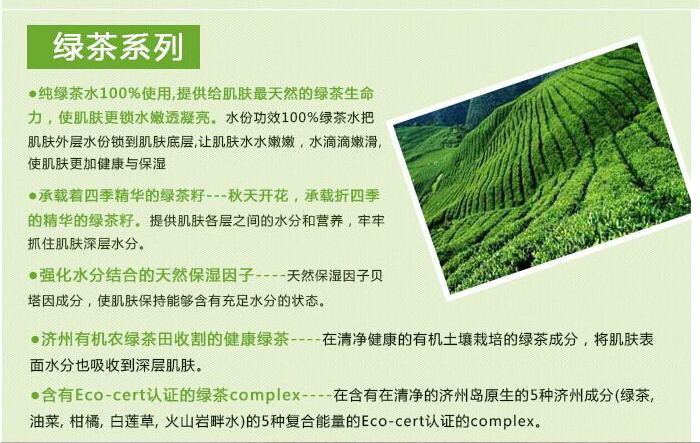 绿茶系列
●纯绿茶水100%使用,提供给肌肤最天然的绿茶生命
力，使肌肤更锁水嫩透凝亮。水份功效100%绿茶水把
肌肤外层水份锁到肌肤底层,让肌肤水水嫩嫩，水滴滴嫩滑,
使肌肤更加健康与保湿
●承载着四季精华的绿茶籽---秋天开花，承载折四季
的精华的绿茶籽。提供肌肤各层之间的水分和营养，牢牢
抓住肌肤深层水分。
●强化水分结合的天然保湿因子----天然保湿因子贝
塔因成分，使肌肤保持能够含有充足水分的状态。
●济州有机农绿茶田收割的健康绿茶----在清净健康的有机土壤栽培的绿茶成分，将肌肤表
面水分也吸收到深层肌肤。
●含有Eco-cert认证的绿茶complex----在含有在清净的济州岛原生的5种济州成分(绿茶,
油菜, 柑橘, 白莲草, 火山岩畔水)的5种复合能量的Eco-cert认证的complex。